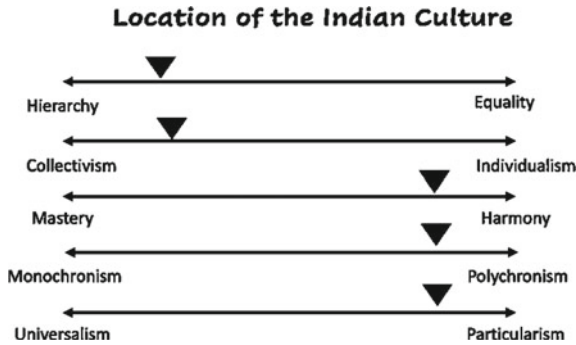 Location of the Indian Culture
Hierarchy Equality
Collectivism Individualism
Mastery Harmony
Monochronism Polychronism
Universalism Particularism